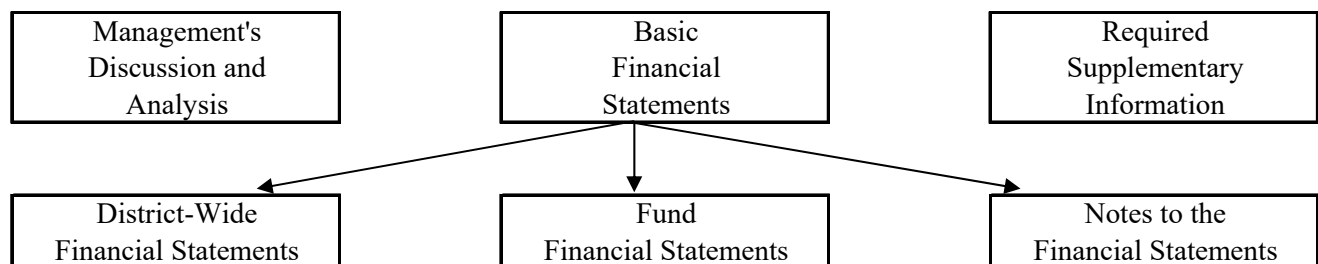 Management's
Discussion and
Analysis
Basic
Financial
Statements
Required
Supplementary
Information
District-Wide
Financial Statements
Fund
Financial Statements
Notes to the
Financial Statements